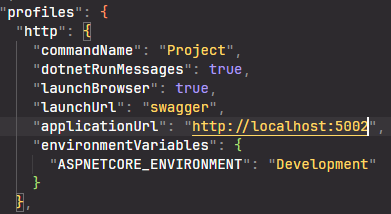 "profiles": {
"http": {
"commandName": "Project",
"dotnetRunMessages": true,
"launchBrowser": true,
"launchUrl": "swagger",
"applicationUrl": "http://localhost:5002",
"environmentVariables": {
"ASPNETCORE_ENVIRONMENT": "Development"
}
},